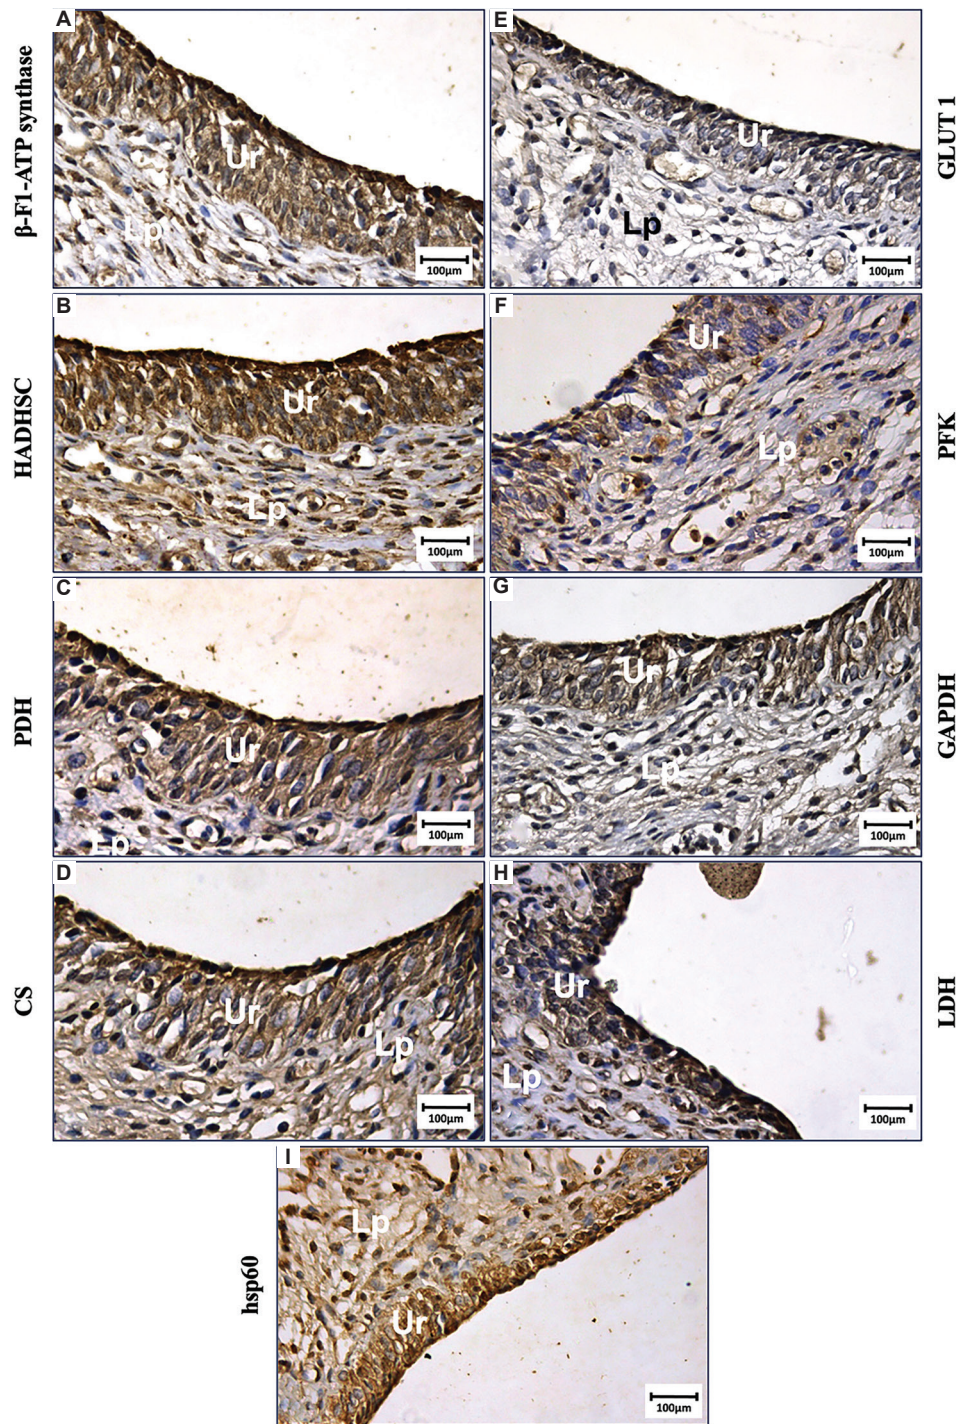 A
β-F1-ATP synthase
Ur
Lp
100µm
E
GLUT 1
Ur
Lp
100µm
B
HADHSC
Ur
Lp
100µm
F
PFK
Ur
Lp
100µm
C
PDH
Ur
Lp
100µm
G
GAPDH
Ur
Lp
100µm
D
CS
Ur
Lp
100µm
H
LDH
Ur
Lp
100µm
I
hsp60
Lp
Ur
100µm